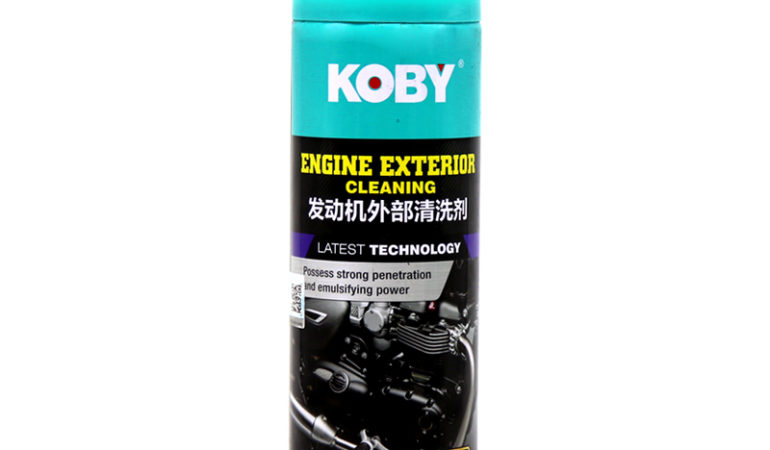 KOBY®
ENGINE EXTERIOR
CLEANING
发动机外部清洗剂
LATEST TECHNOLOGY
Possess strong penetration
and emulsifying power